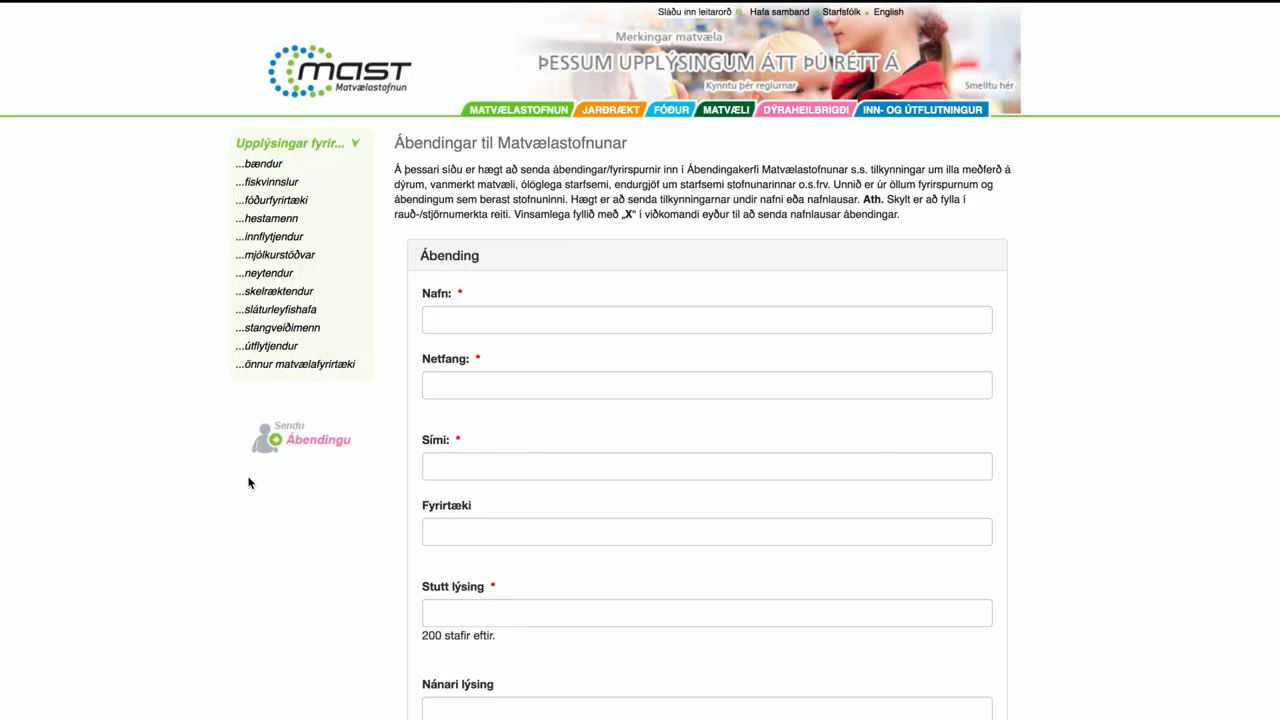 Sláðu inn leitarorð Hafa samband Starfsfólk English
Merkingar matvæla
ÞESSUM UPPLÝSINGUM ÁTT ÞÚ RÉTT Á
Kynntu þér reglurnar
Smelltu hér
mast
Matvælastofnun
MATVÆLASTOFNUN JARÐRÆKT FÓÐUR MATVÆLI DÝRAHEILBRIGÐI INN- OG ÚTFLUTNINGUR
Upplýsingar fyrir...
...bændur
...fiskvinnslur
...fóðurfyrirtæki
...hestamenn
...innflytjendur
...mjólkurstöðvar
...neytendur
...skelræktendur
...sláturleyfishafa
...stangveiðimenn
...útflytjendur
...önnur matvælafyrirtæki
Sendu
Ábendingu
Ábendingar til Matvælastofnunar
Á þessari síðu er hægt að senda ábendingar/fyrirspurnir inn í Ábendingakerfi Matvælastofnunar s.s. tilkynningar um illa meðferð á
dýrum, vanmerkt matvæli, ólöglega starfsemi, endurgjöf um starfsemi stofnunarinnar o.s.frv. Unnið er úr öllum fyrirspurnum og
ábendingum sem berast stofnuninni. Hægt er að senda tilkynningarnar undir nafni eða nafnlausar. Ath. Skylt er að fylla í
rauð-/stjörnumerkta reiti. Vinsamlega fyllið með „X“ í viðkomandi eyður til að senda nafnlausar ábendingar.
Ábending
Nafn: *
Netfang: *
Sími: *
Fyrirtæki
Stutt lýsing *
200 stafir eftir.
Nánari lýsing